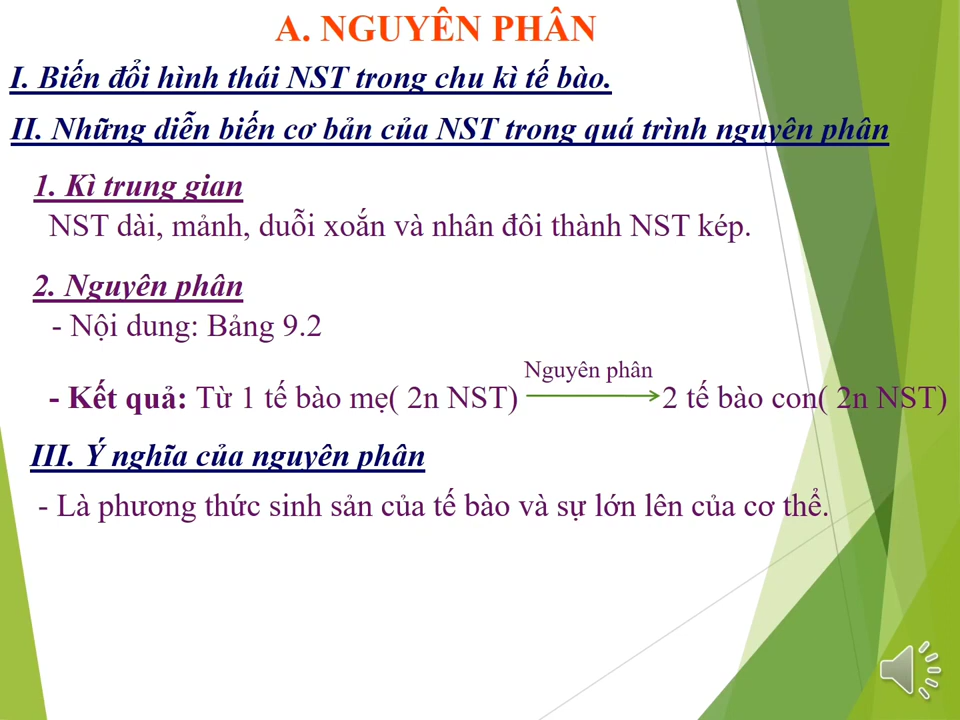 A. NGUYÊN PHÂN
I. Biến đổi hình thái NST trong chu kì tế bào.
II. Những diễn biến cơ bản của NST trong quá trình nguyên phân
1. Kì trung gian
NST dài, mảnh, duỗi xoắn và nhân đôi thành NST kép.
2. Nguyên phân
- Nội dung: Bảng 9.2
Nguyên phân
- Kết quả: Từ 1 tế bào mẹ( 2n NST) 2 tế bào con( 2n NST)
III. Ý nghĩa của nguyên phân
- Là phương thức sinh sản của tế bào và sự lớn lên của cơ thể.